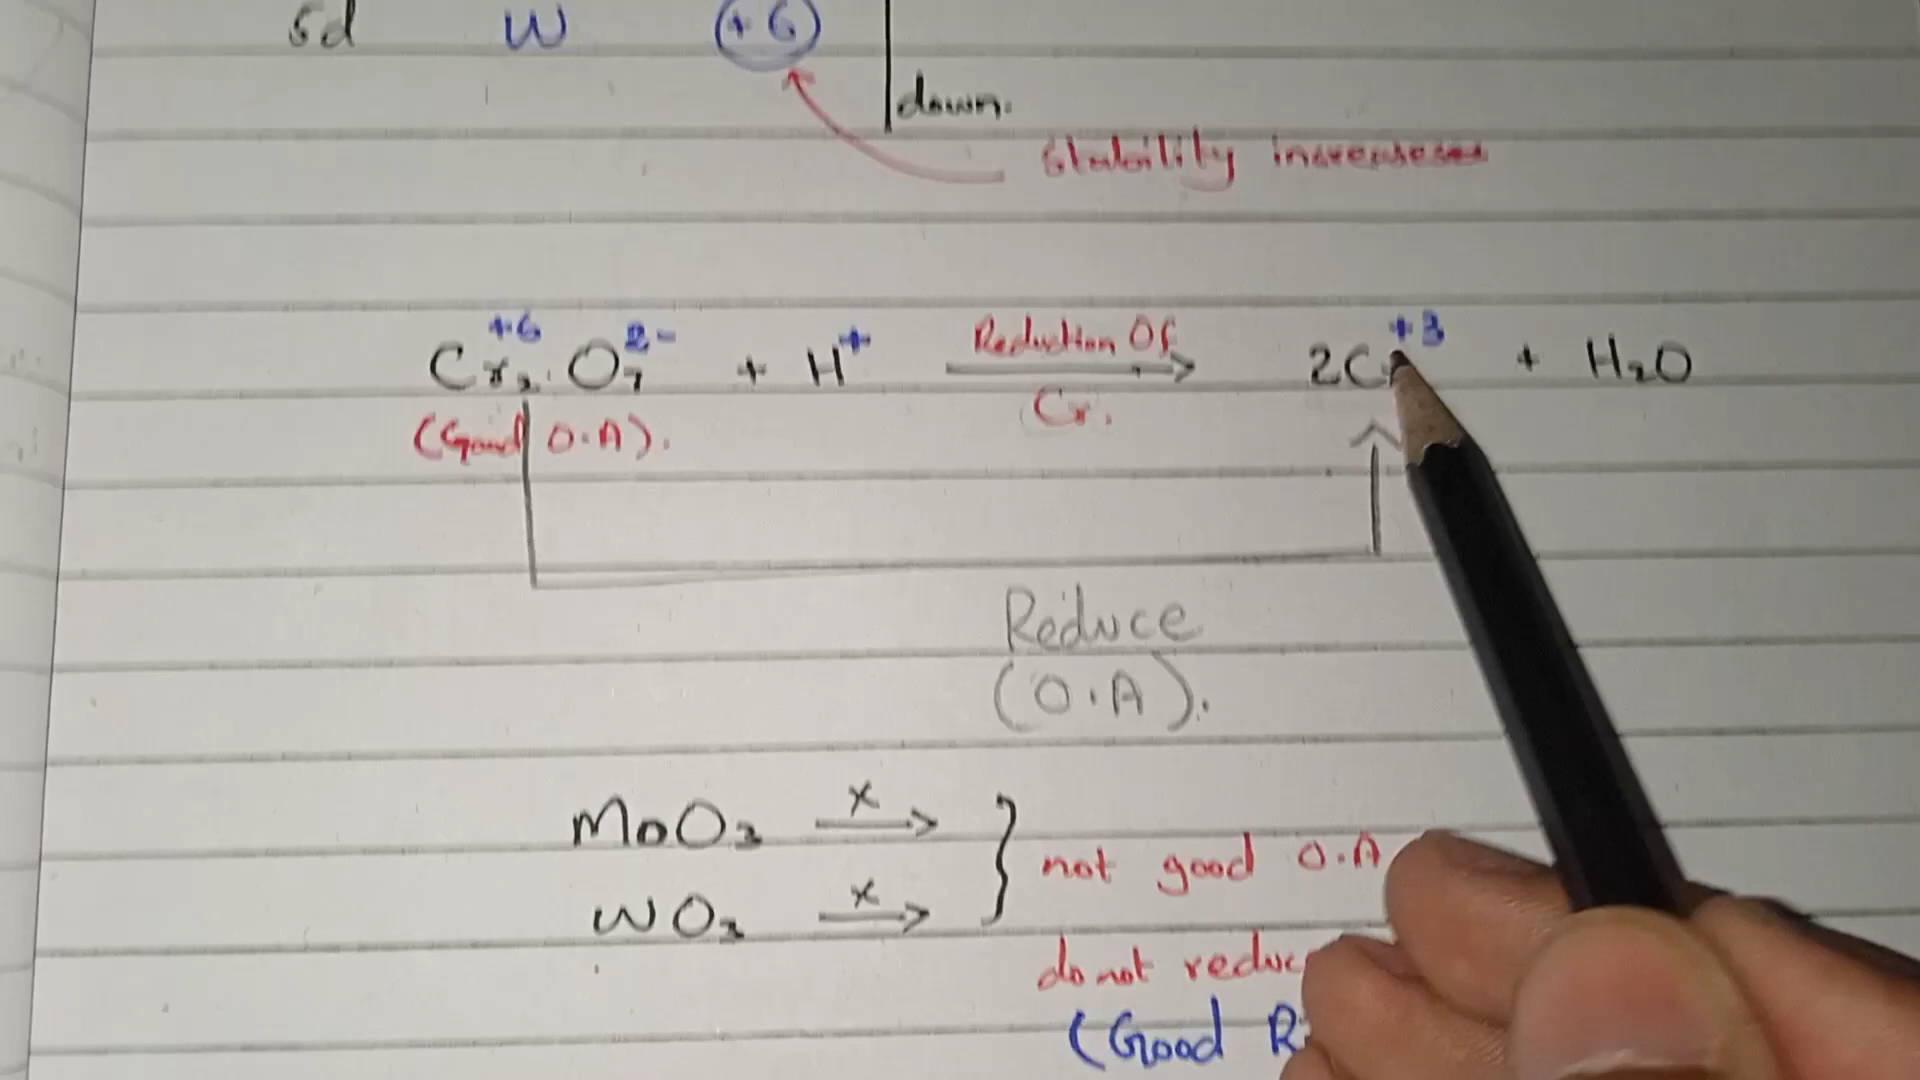 5d W +6
down.
Stability increases
+6 2- + Reduction Of +3
Cr2 O7 + H 2C + H2O
(Good O.A). Cr.
Reduce
(O.A).
MoO3 x
not good O.A
WO3 x
do not reduc
(Good R